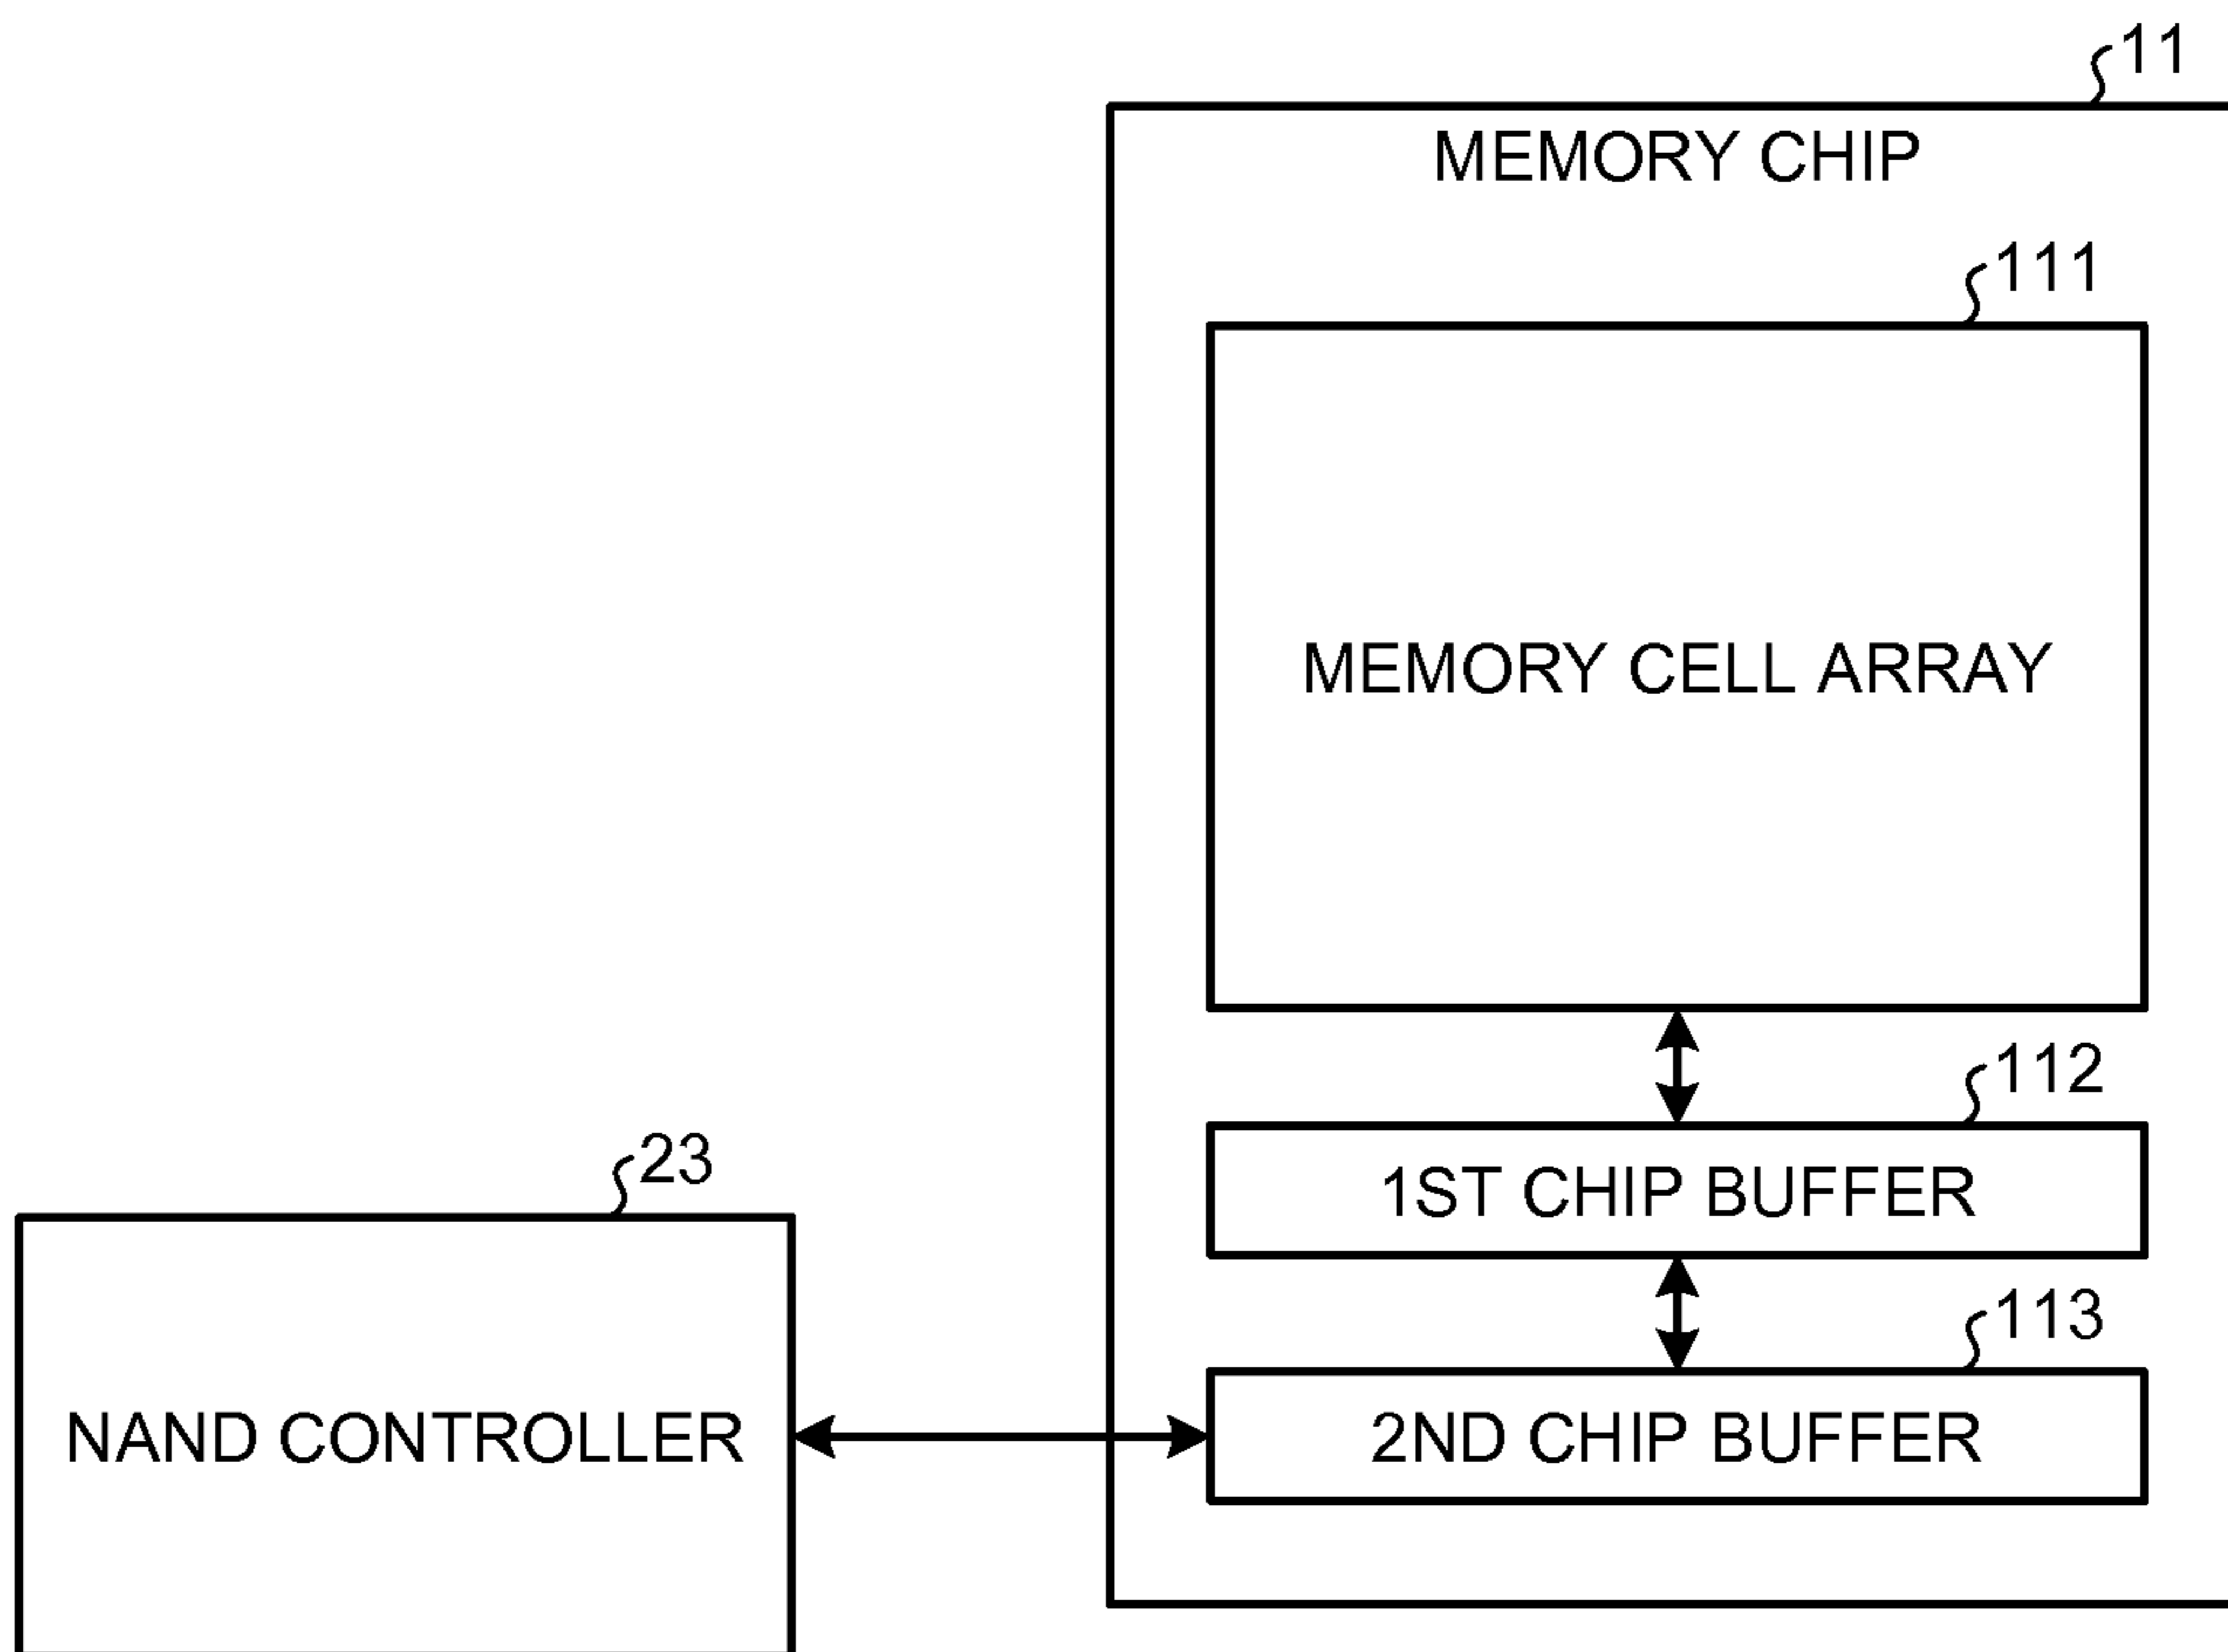 11
MEMORY CHIP
111
MEMORY CELL ARRAY
112
1ST CHIP BUFFER
23
113
NAND CONTROLLER
2ND CHIP BUFFER